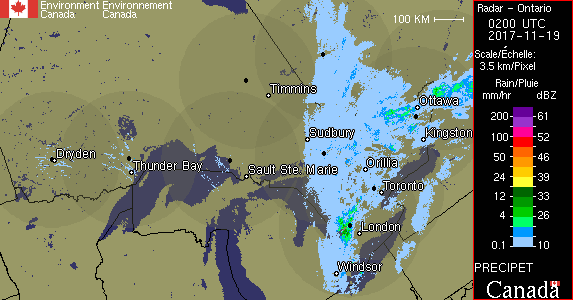 Environment Environnement
Canada Canada
100 KM
Timmins
Ottawa
Sudbury
Kingston
Dryden
Thunder Bay
Sault Ste. Marie
Orillia
Toronto
London
Windsor
Radar - Ontario
0200 UTC
2017-11-19
Scale/Échelle:
3.5 km/Pixel
Rain/Pluie
mm/hr dBZ
200 61
100 52
50 46
24 39
12 33
4 26
0.1 10
PRECIPET
Canada